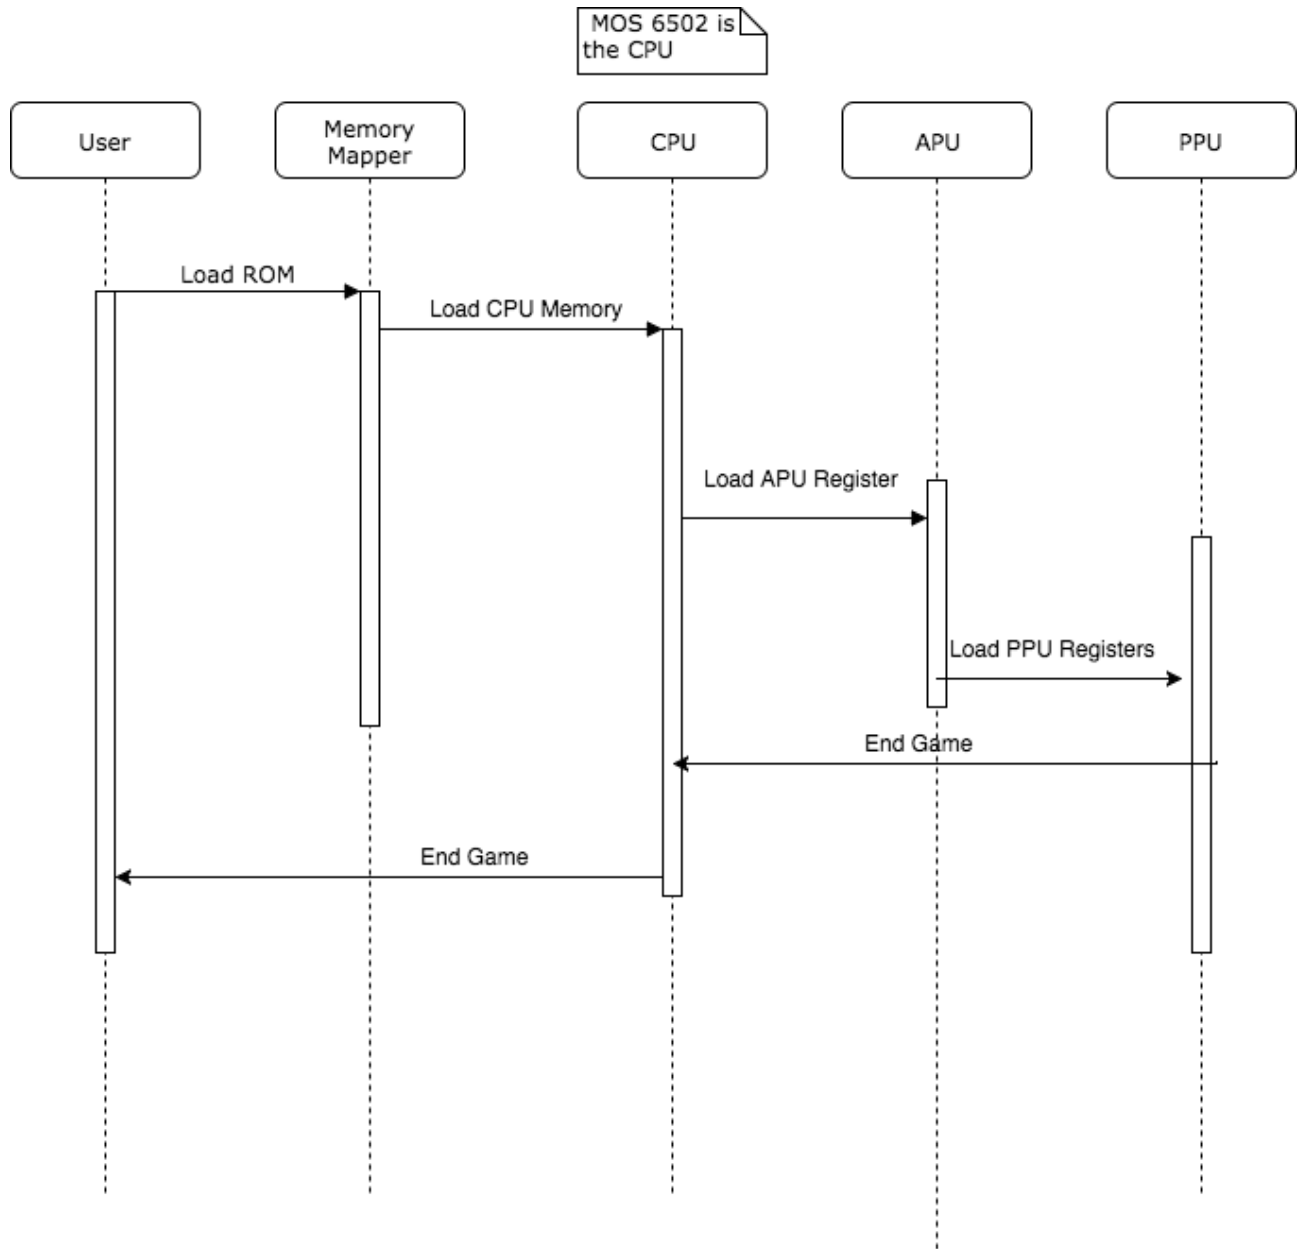 MOS 6502 is
the CPU
User
Memory
Mapper
CPU
APU
PPU
Load ROM
Load CPU Memory
Load APU Register
Load PPU Registers
End Game
End Game